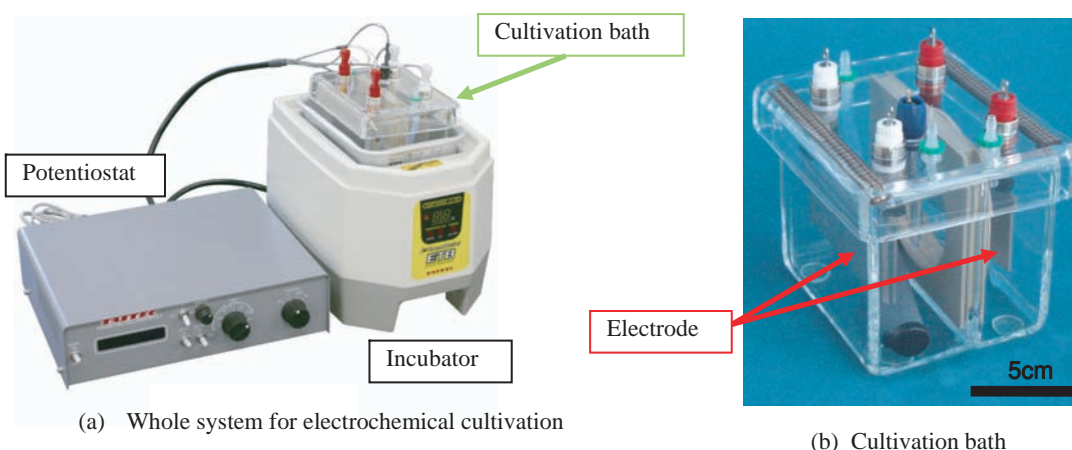 Cultivation bath
Potentiostat
Incubator
(a) Whole system for electrochemical cultivation
Electrode
5cm
(b) Cultivation bath